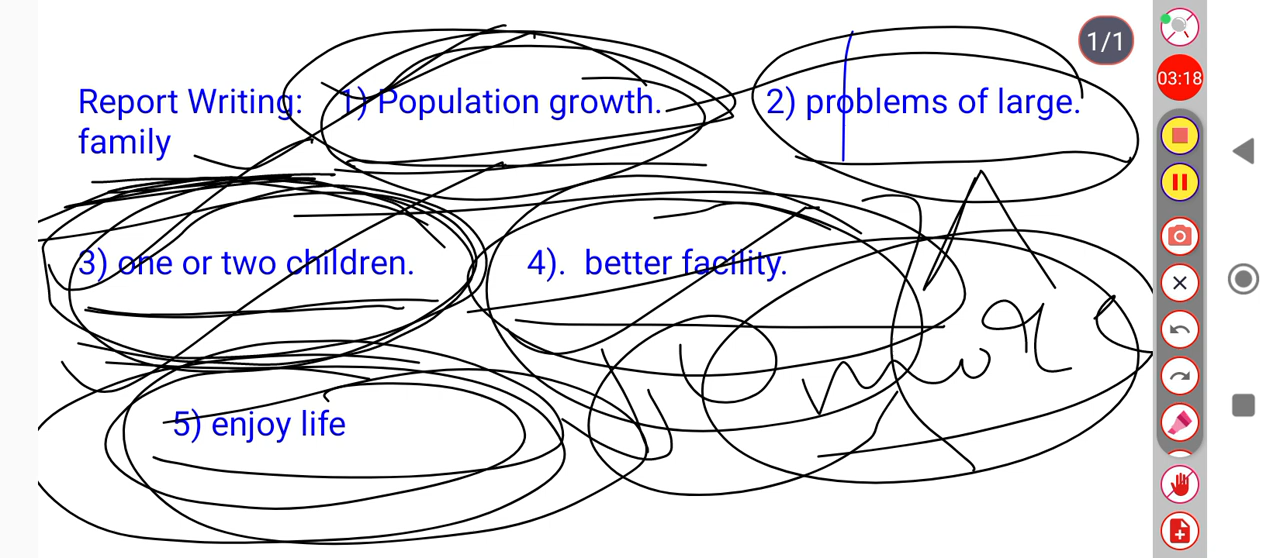 1/1
03:18
Report Writing: 1) Population growth. 2) problems of large.
family
3) one or two children. 4). better facility.
5) enjoy life